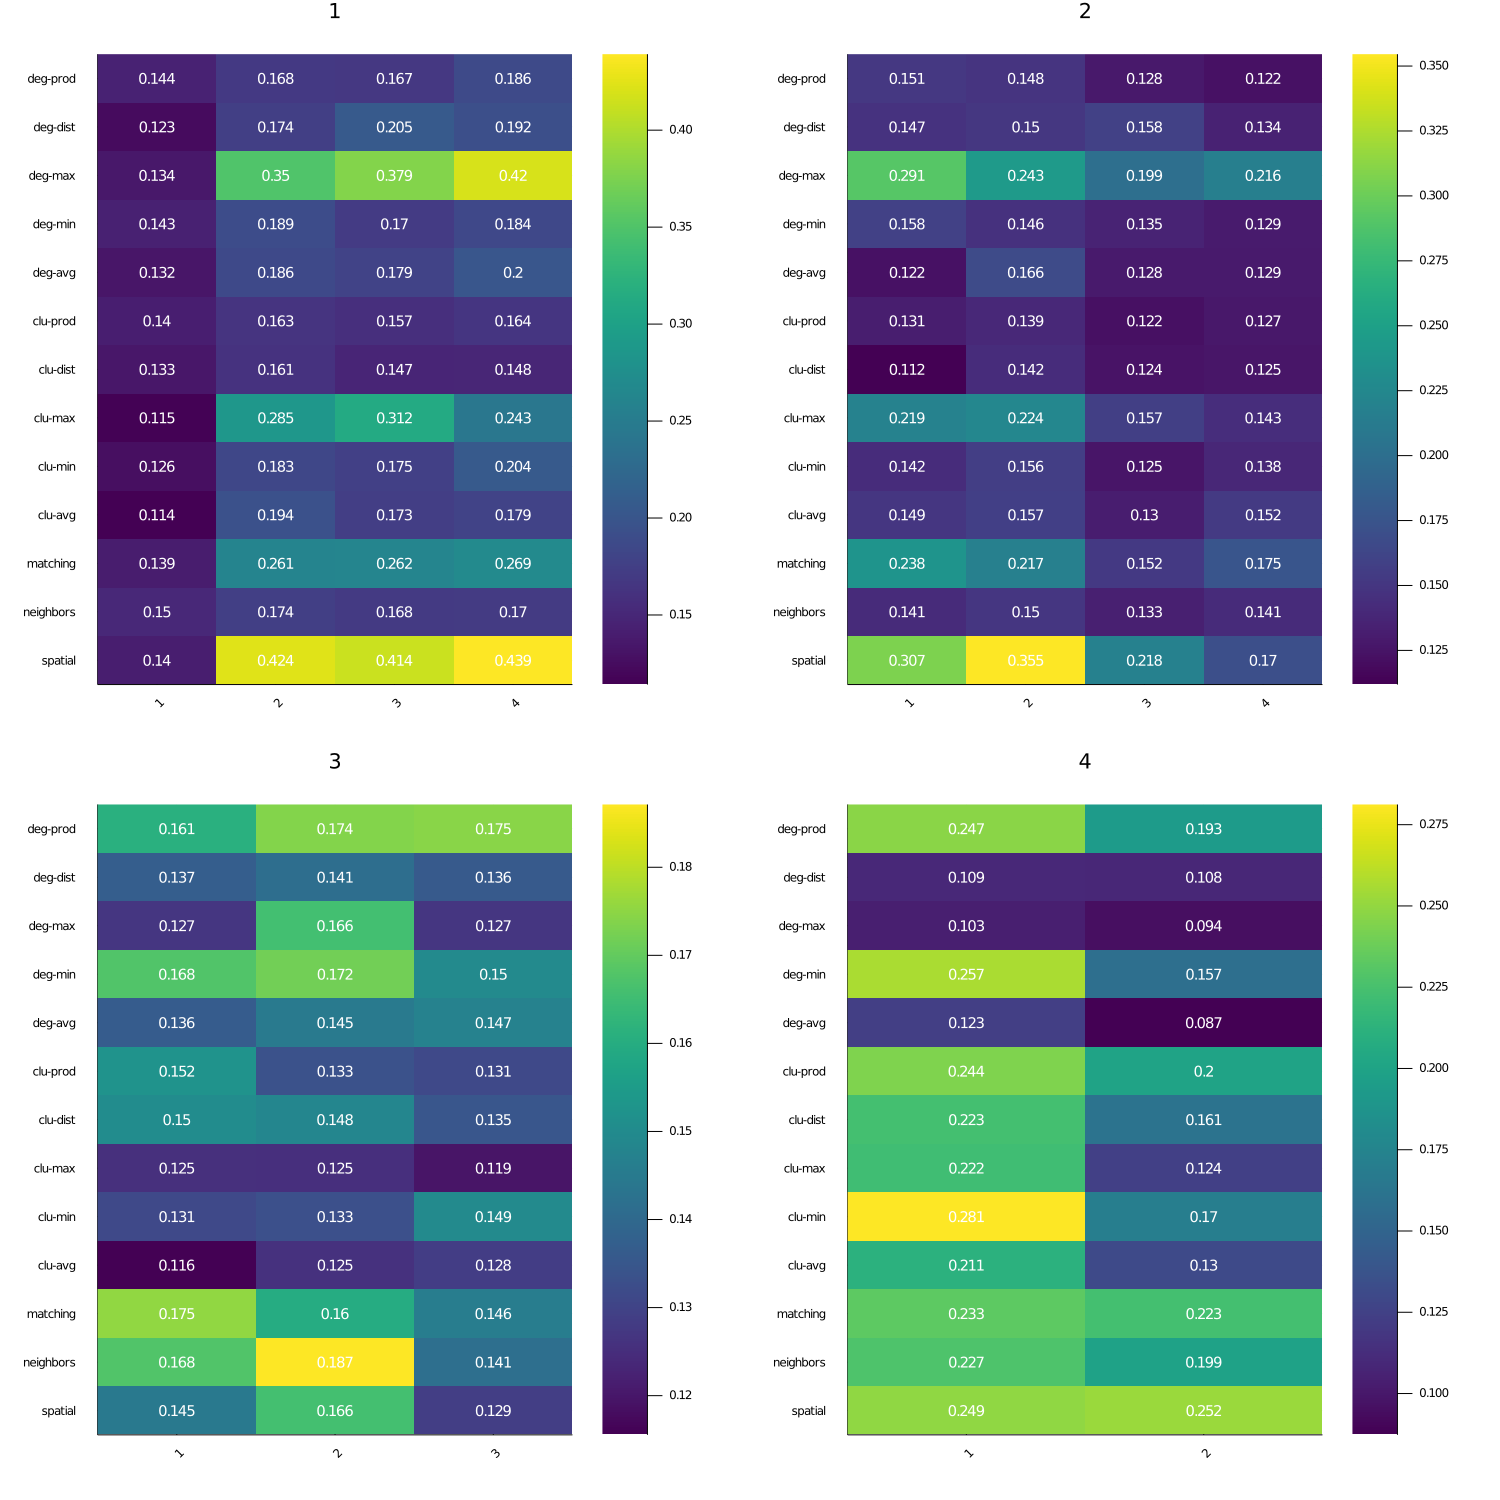 1
deg-prod 0.144 0.168 0.167 0.186
deg-dist 0.123 0.174 0.205 0.192
0.40
deg-max 0.134 0.35 0.379 0.42
deg-min 0.143 0.189 0.17 0.184
0.35
deg-avg 0.132 0.186 0.179 0.2
clu-prod 0.14 0.163 0.157 0.164
0.30
clu-dist 0.133 0.161 0.147 0.148
clu-max 0.115 0.285 0.312 0.243
0.25
clu-min 0.126 0.183 0.175 0.204
clu-avg 0.114 0.194 0.173 0.179
0.20
matching 0.139 0.261 0.262 0.269
neighbors 0.15 0.174 0.168 0.17
0.15
spatial 0.14 0.424 0.414 0.439
1 2 3 4
2
0.350
deg-prod 0.151 0.148 0.128 0.122
deg-dist 0.147 0.15 0.158 0.134
0.325
deg-max 0.291 0.243 0.199 0.216
0.300
deg-min 0.158 0.146 0.135 0.129
0.275
deg-avg 0.122 0.166 0.128 0.129
0.250
clu-prod 0.131 0.139 0.122 0.127
clu-dist 0.112 0.142 0.124 0.125
0.225
clu-max 0.219 0.224 0.157 0.143
0.200
clu-min 0.142 0.156 0.125 0.138
clu-avg 0.149 0.157 0.13 0.152
0.175
matching 0.238 0.217 0.152 0.175
0.150
neighbors 0.141 0.15 0.133 0.141
0.125
spatial 0.307 0.355 0.218 0.17
1 2 3 4
3
deg-prod 0.161 0.174 0.175
0.18
deg-dist 0.137 0.141 0.136
deg-max 0.127 0.166 0.127
0.17
deg-min 0.168 0.172 0.15
deg-avg 0.136 0.145 0.147
0.16
clu-prod 0.152 0.133 0.131
clu-dist 0.15 0.148 0.135
0.15
clu-max 0.125 0.125 0.119
clu-min 0.131 0.133 0.149
0.14
clu-avg 0.116 0.125 0.128
0.13
matching 0.175 0.16 0.146
neighbors 0.168 0.187 0.141
0.12
spatial 0.145 0.166 0.129
1 2 3
4
0.275
deg-prod 0.247 0.193
deg-dist 0.109 0.108
0.250
deg-max 0.103 0.094
deg-min 0.257 0.157
0.225
deg-avg 0.123 0.087
0.200
clu-prod 0.244 0.2
clu-dist 0.223 0.161
0.175
clu-max 0.222 0.124
clu-min 0.281 0.17
0.150
clu-avg 0.211 0.13
0.125
matching 0.233 0.223
neighbors 0.227 0.199
0.100
spatial 0.249 0.252
1 2